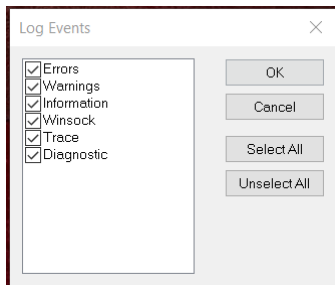 Log Events
Errors
Warnings
Information
Winsock
Trace
Diagnostic
OK
Cancel
Select All
Unselect All